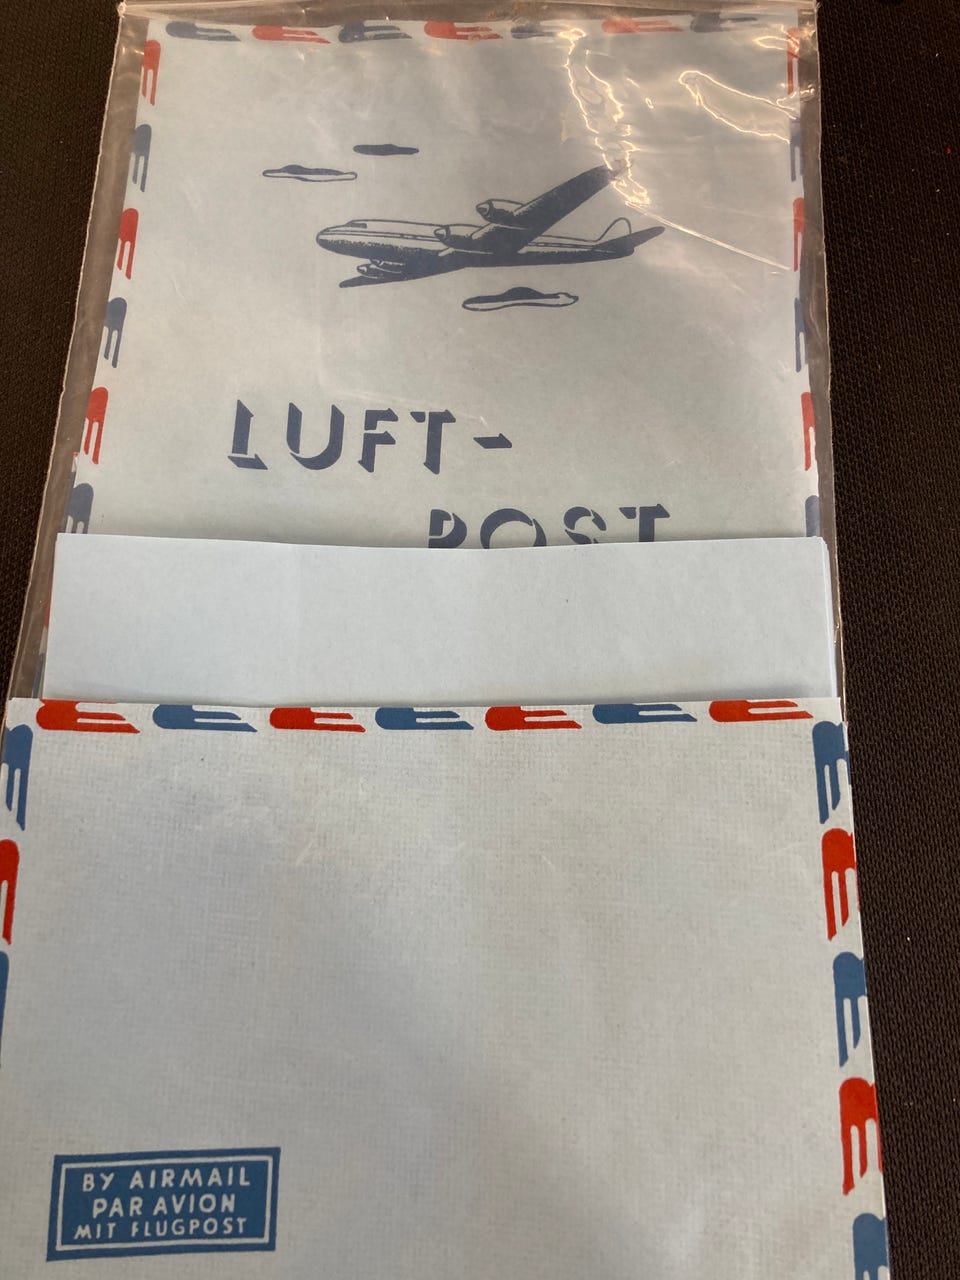 LUFT-
POST
BY AIRMAIL
PAR AVION
MIT FLUGPOST